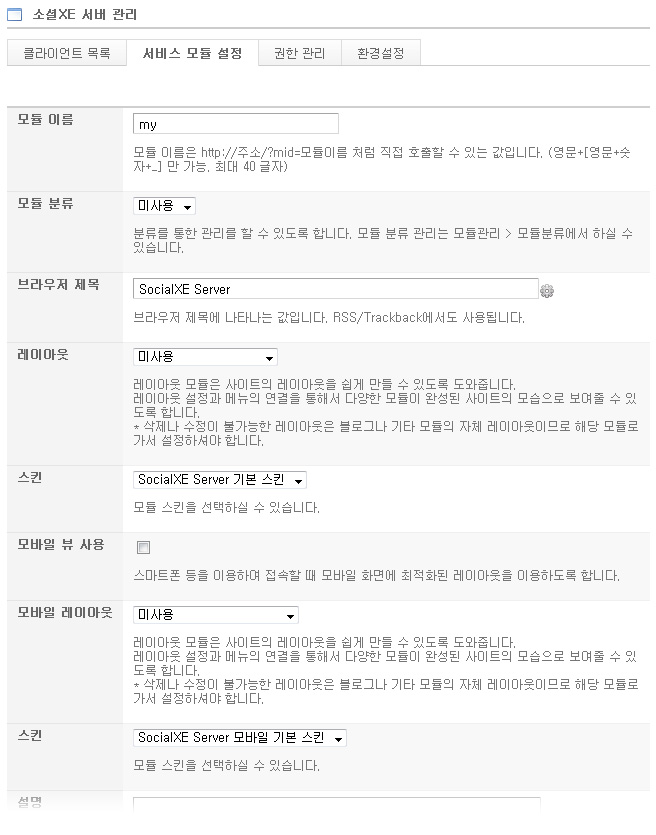 소셜XE 서버 관리
클라이언트 목록 서비스 모듈 설정 권한 관리 환경설정
모듈 이름 my
모듈 이름은 http://주소/?mid=모듈이름 처럼 직접 호출할 수 있는 값입니다. (영문+[영문+숫
자+_] 만 가능. 최대 40 글자)
모듈 분류 미사용
분류를 통한 관리를 할 수 있도록 합니다. 모듈 분류 관리는 모듈관리 > 모듈분류에서 하실 수
있습니다.
브라우저 제목 SocialXE Server
브라우저 제목에 나타나는 값입니다. RSS/Trackback에서도 사용됩니다.
레이아웃 미사용
레이아웃 모듈은 사이트의 레이아웃을 쉽게 만들 수 있도록 도와줍니다.
레이아웃 설정과 메뉴의 연결을 통해서 다양한 모듈이 완성된 사이트의 모습으로 보여줄 수 있
도록 합니다.
* 삭제나 수정이 불가능한 레이아웃은 블로그나 기타 모듈의 자체 레이아웃이므로 해당 모듈로
가서 설정하셔야 합니다.
스킨 SocialXE Server 기본 스킨
모듈 스킨을 선택하실 수 있습니다.
모바일 뷰 사용
스마트폰 등을 이용하여 접속할 때 모바일 화면에 최적화된 레이아웃을 이용하도록 합니다.
모바일 레이아웃 미사용
레이아웃 모듈은 사이트의 레이아웃을 쉽게 만들 수 있도록 도와줍니다.
레이아웃 설정과 메뉴의 연결을 통해서 다양한 모듈이 완성된 사이트의 모습으로 보여줄 수 있
도록 합니다.
* 삭제나 수정이 불가능한 레이아웃은 블로그나 기타 모듈의 자체 레이아웃이므로 해당 모듈로
가서 설정하셔야 합니다.
스킨 SocialXE Server 모바일 기본 스킨
모듈 스킨을 선택하실 수 있습니다.
설명